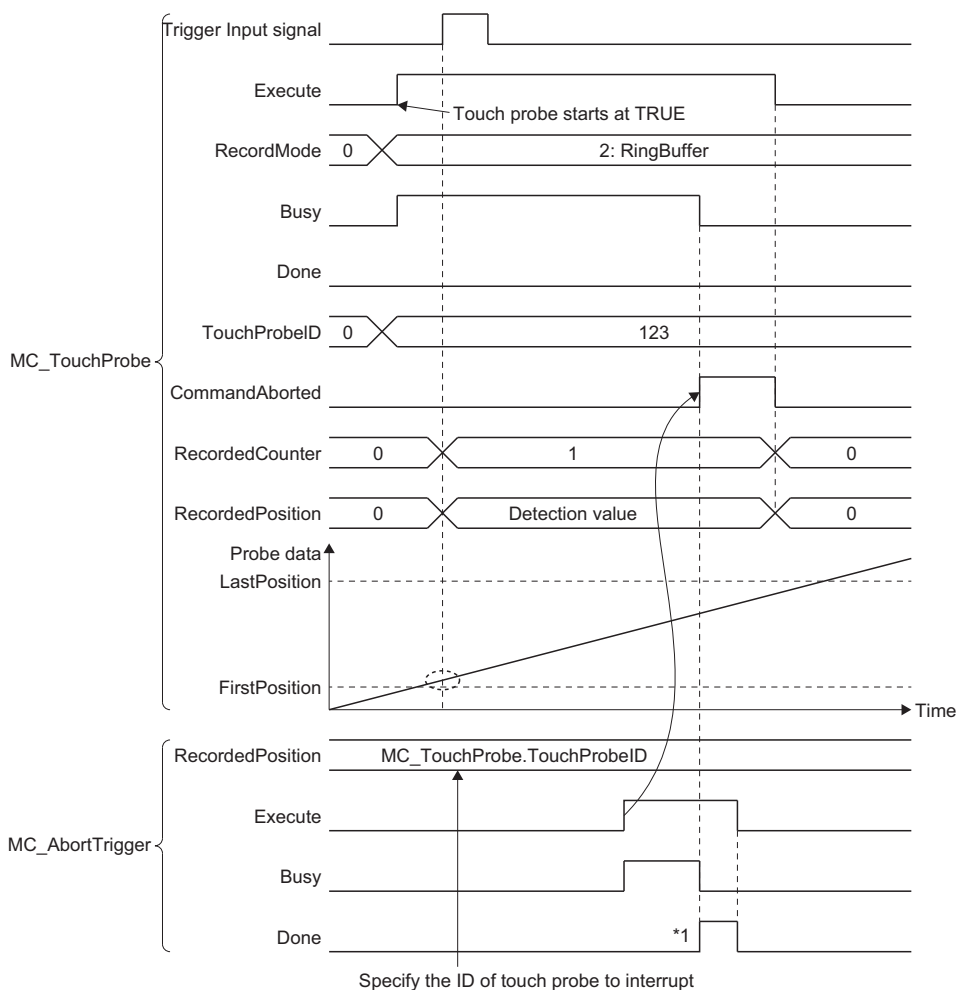 Trigger Input signal
Execute
Touch probe starts at TRUE
RecordMode 0 2: RingBuffer
Busy
Done
TouchProbeID 0 123
MC_TouchProbe
CommandAborted
RecordedCounter 0 1 0
RecordedPosition 0 Detection value 0
Probe data
LastPosition
FirstPosition
Time
RecordedPosition MC_TouchProbe.TouchProbeID
Execute
MC_AbortTrigger
Busy
Done *1
Specify the ID of touch probe to interrupt